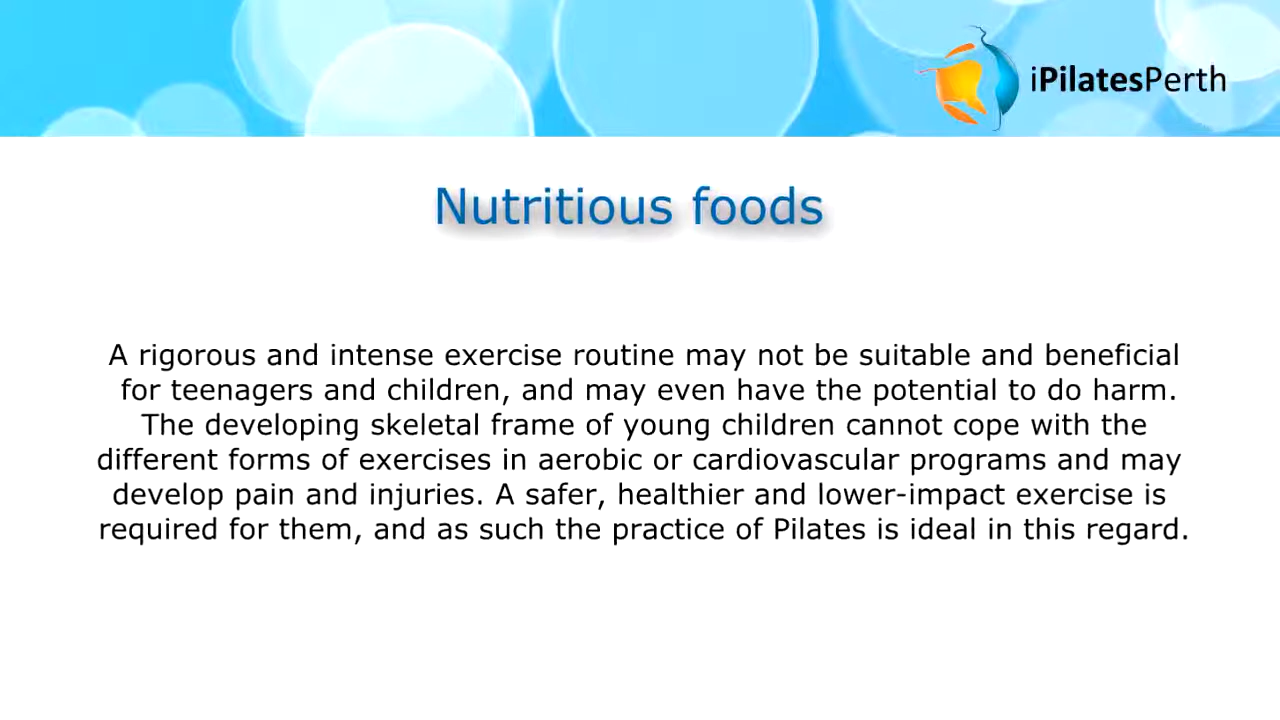 iPilatesPerth
Nutritious foods
A rigorous and intense exercise routine may not be suitable and beneficial
for teenagers and children, and may even have the potential to do harm.
The developing skeletal frame of young children cannot cope with the
different forms of exercises in aerobic or cardiovascular programs and may
develop pain and injuries. A safer, healthier and lower-impact exercise is
required for them, and as such the practice of Pilates is ideal in this regard.